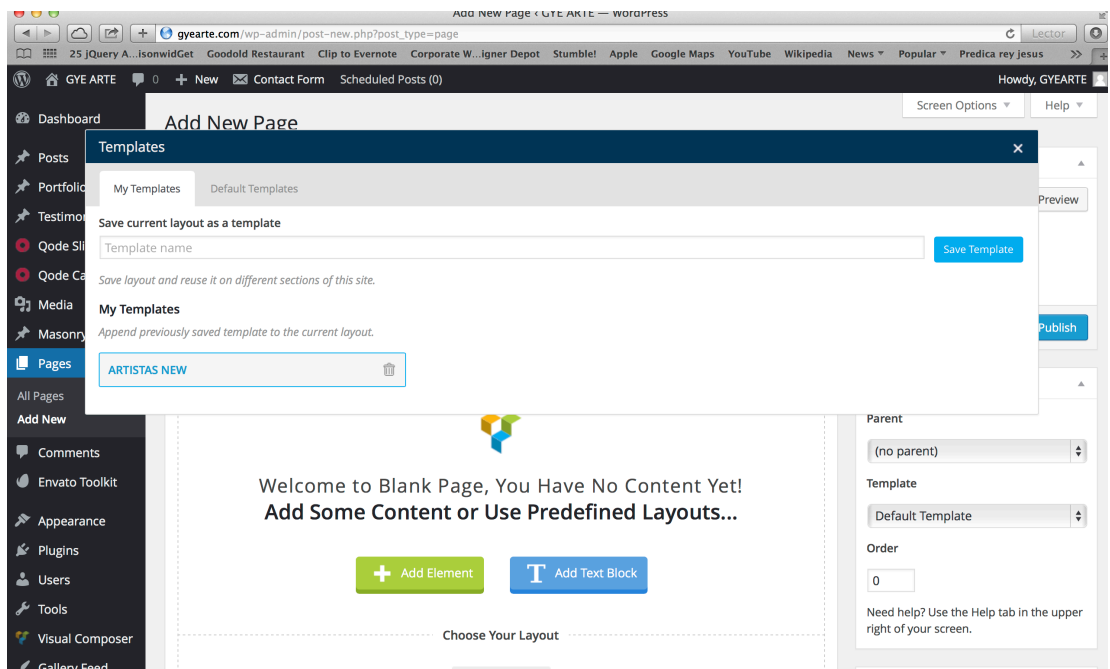 Add New Page ‹ GYE ARTE — WordPress
gyearte.com/wp-admin/post-new.php?post_type=page
Lector
25 jQuery A...isonwidGet Goodold Restaurant Clip to Evernote Corporate W...igner Depot Stumble! Apple Google Maps YouTube Wikipedia News Popular Predica rey jesus >>
GYE ARTE 0 + New Contact Form Scheduled Posts (0) Howdy, GYEARTE
Screen Options Help
Dashboard
Add New Page
Templates
Posts
Portfolio
My Templates Default Templates
Preview
Testimo
Save current layout as a template
Qode Sli
Template name
Save Template
Qode Ca
Save layout and reuse it on different sections of this site.
Media
My Templates
Masonry
Append previously saved template to the current layout.
Publish
Pages
ARTISTAS NEW
All Pages
Add New
Parent
Comments
(no parent)
Envato Toolkit
Welcome to Blank Page, You Have No Content Yet!
Template
Add Some Content or Use Predefined Layouts...
Default Template
Appearance
Plugins
Order
Users
Add Element
T Add Text Block
0
Tools
Need help? Use the Help tab in the upper
right of your screen.
Visual Composer
Choose Your Layout
Gallery Feed